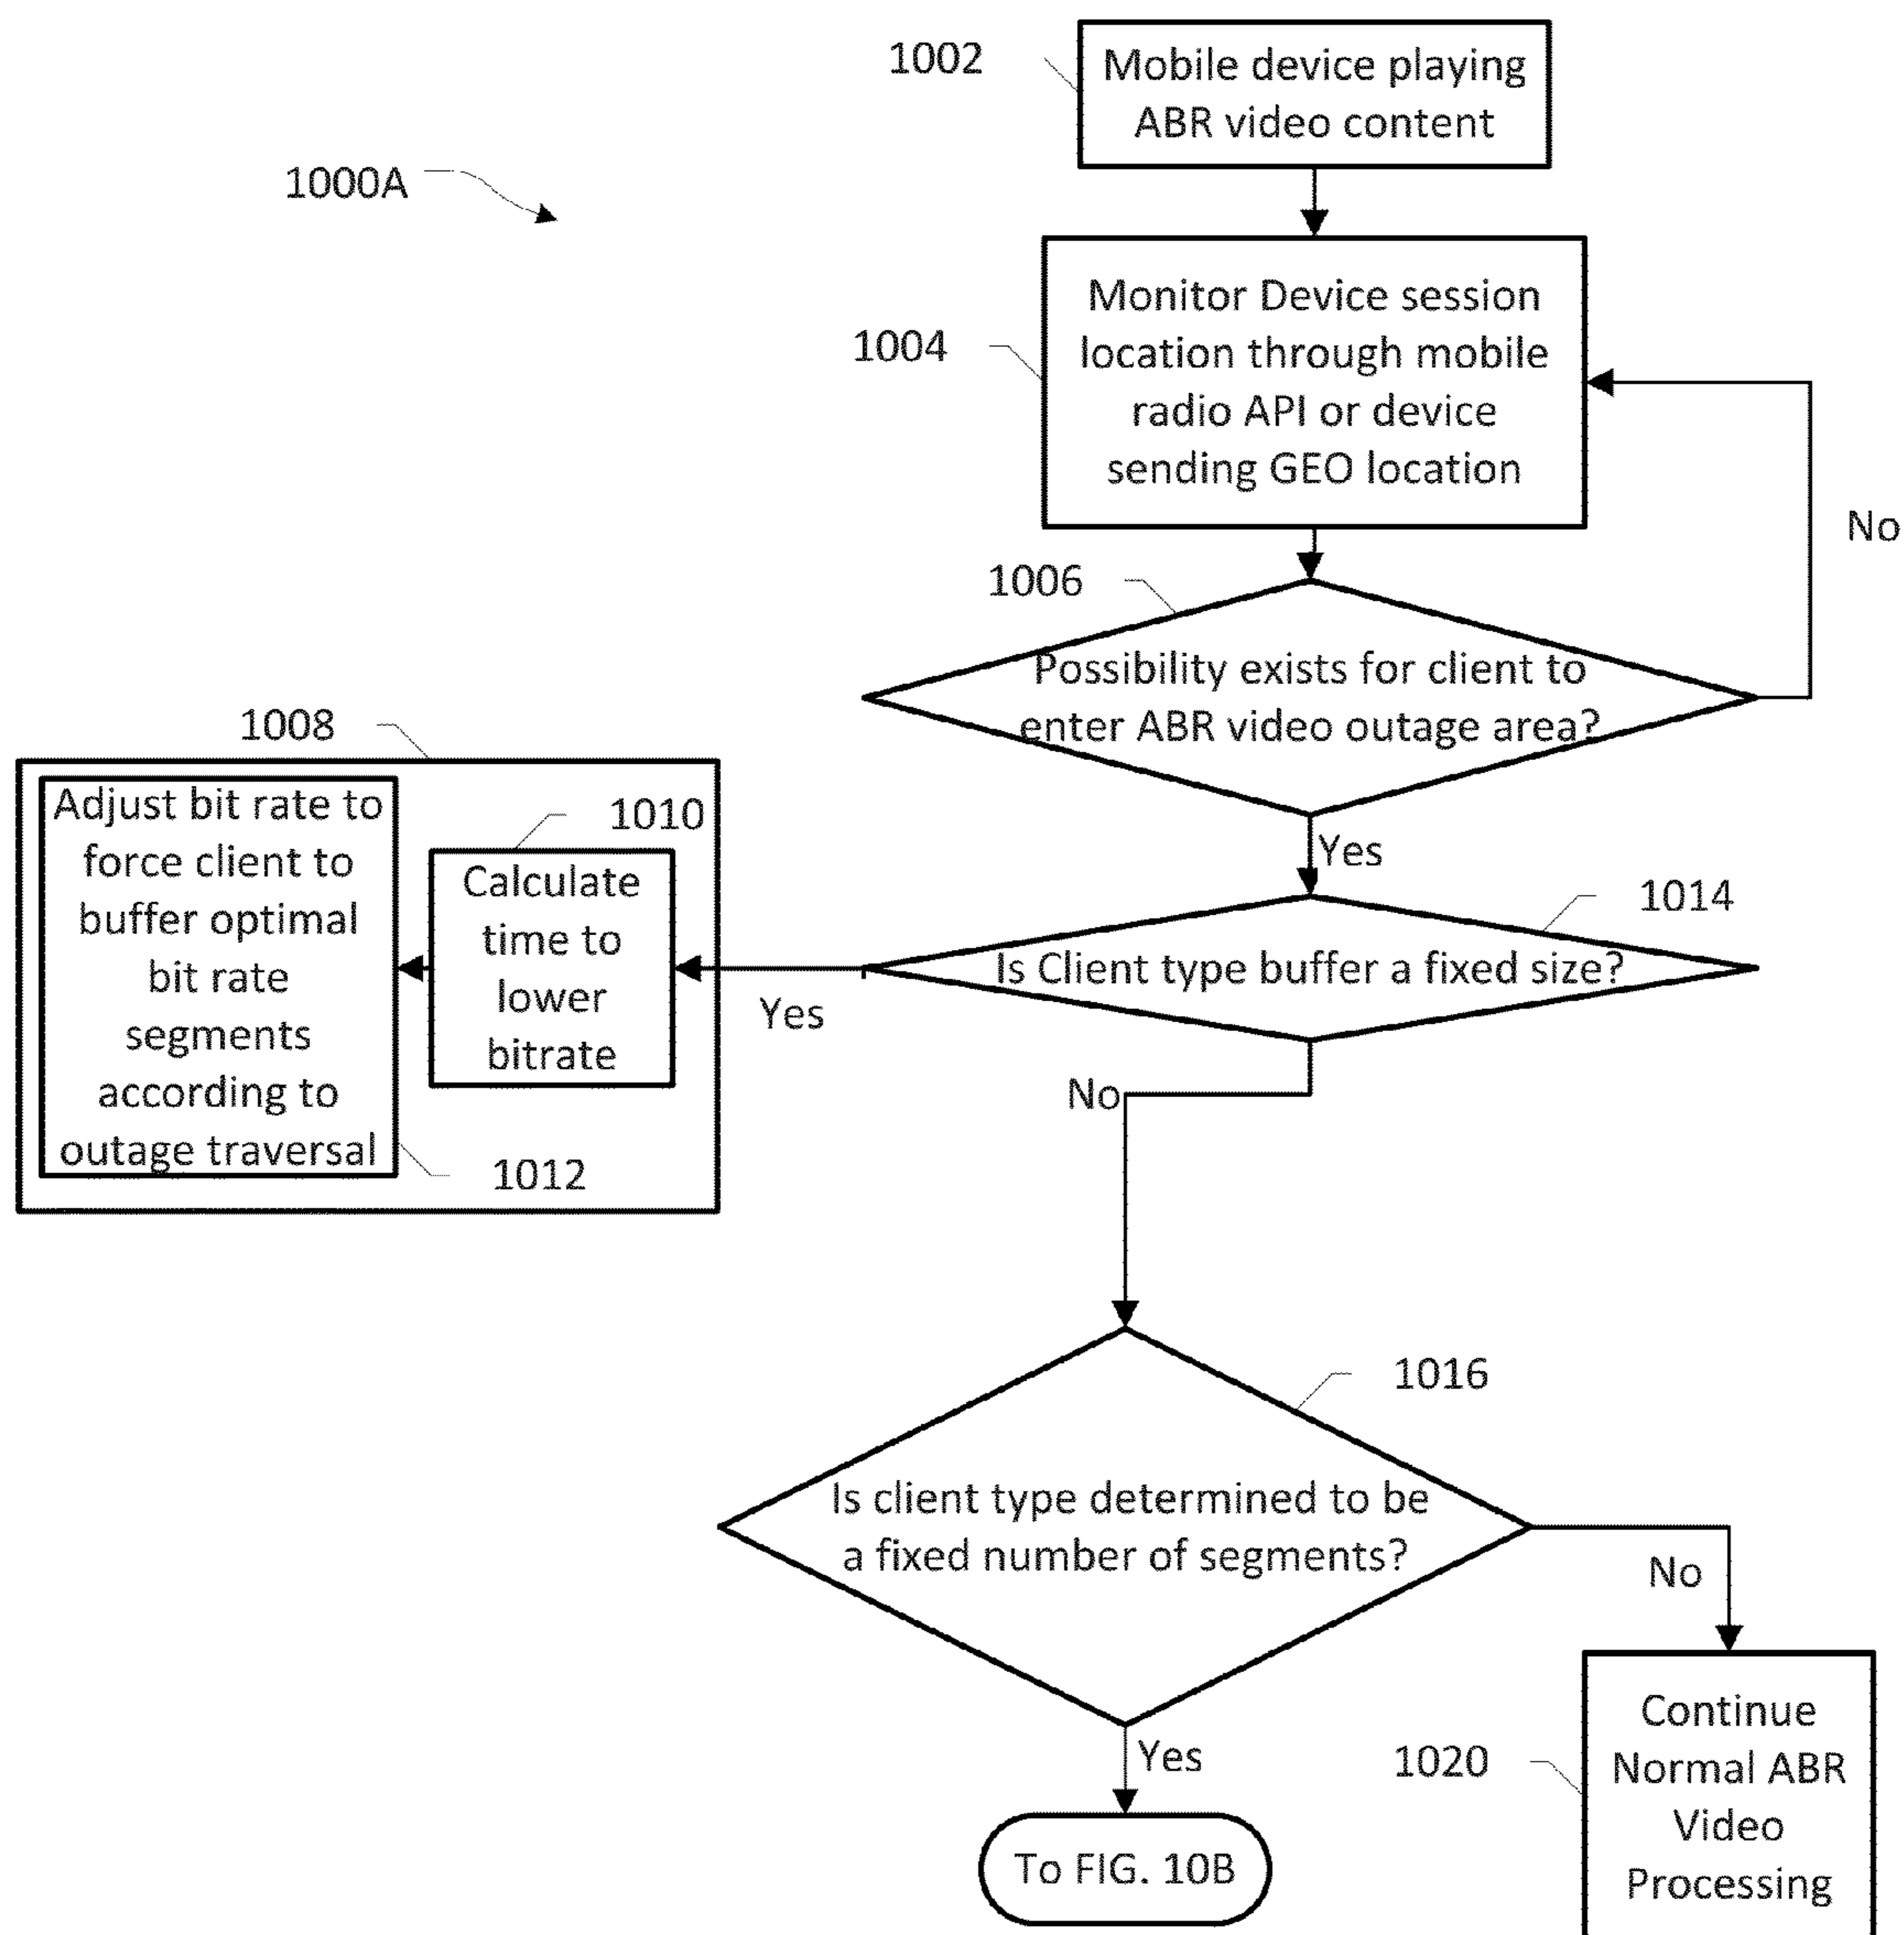 1002
Mobile device playing
ABR video content
1000A
1004
Monitor Device session
location through mobile
radio API or device
sending GEO location
No
1006
Possibility exists for client to
enter ABR video outage area?
Yes
1008
Adjust bit rate to
force client to
buffer optimal
bit rate
segments
according to
outage traversal
1010
Calculate
time to
lower
bitrate
1012
Yes
1014
Is Client type buffer a fixed size?
No
1016
Is client type determined to be
a fixed number of segments?
No
Yes
To FIG. 10B
1020
Continue
Normal ABR
Video
Processing